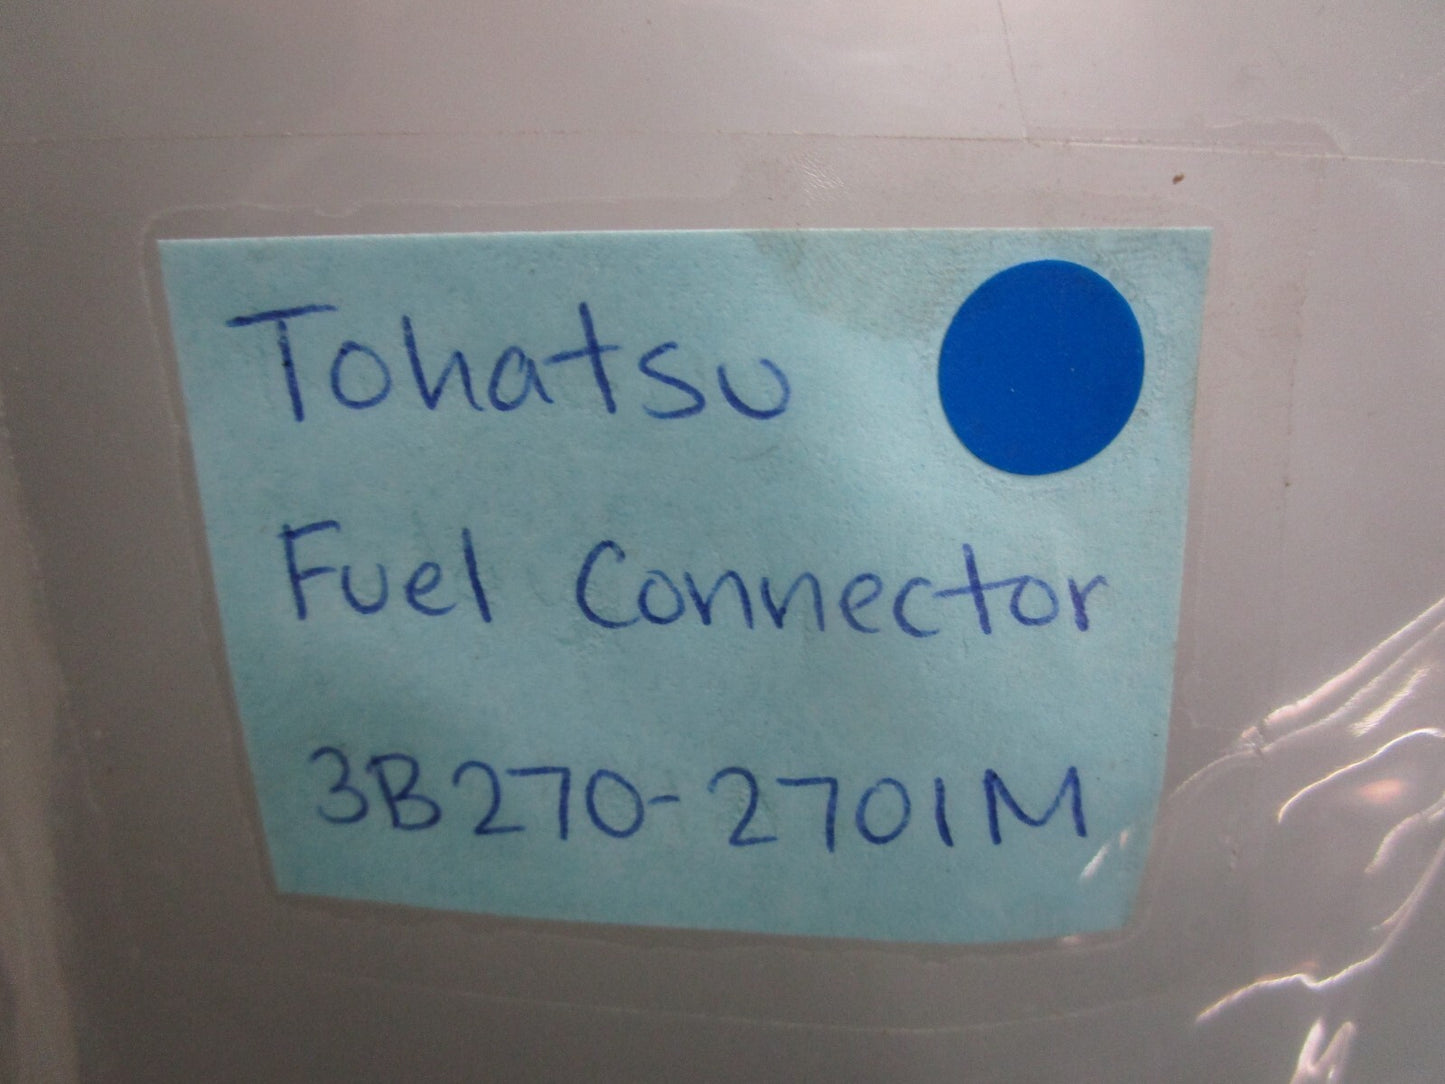 Tohatsu
Fuel Connector
3B270-2701M